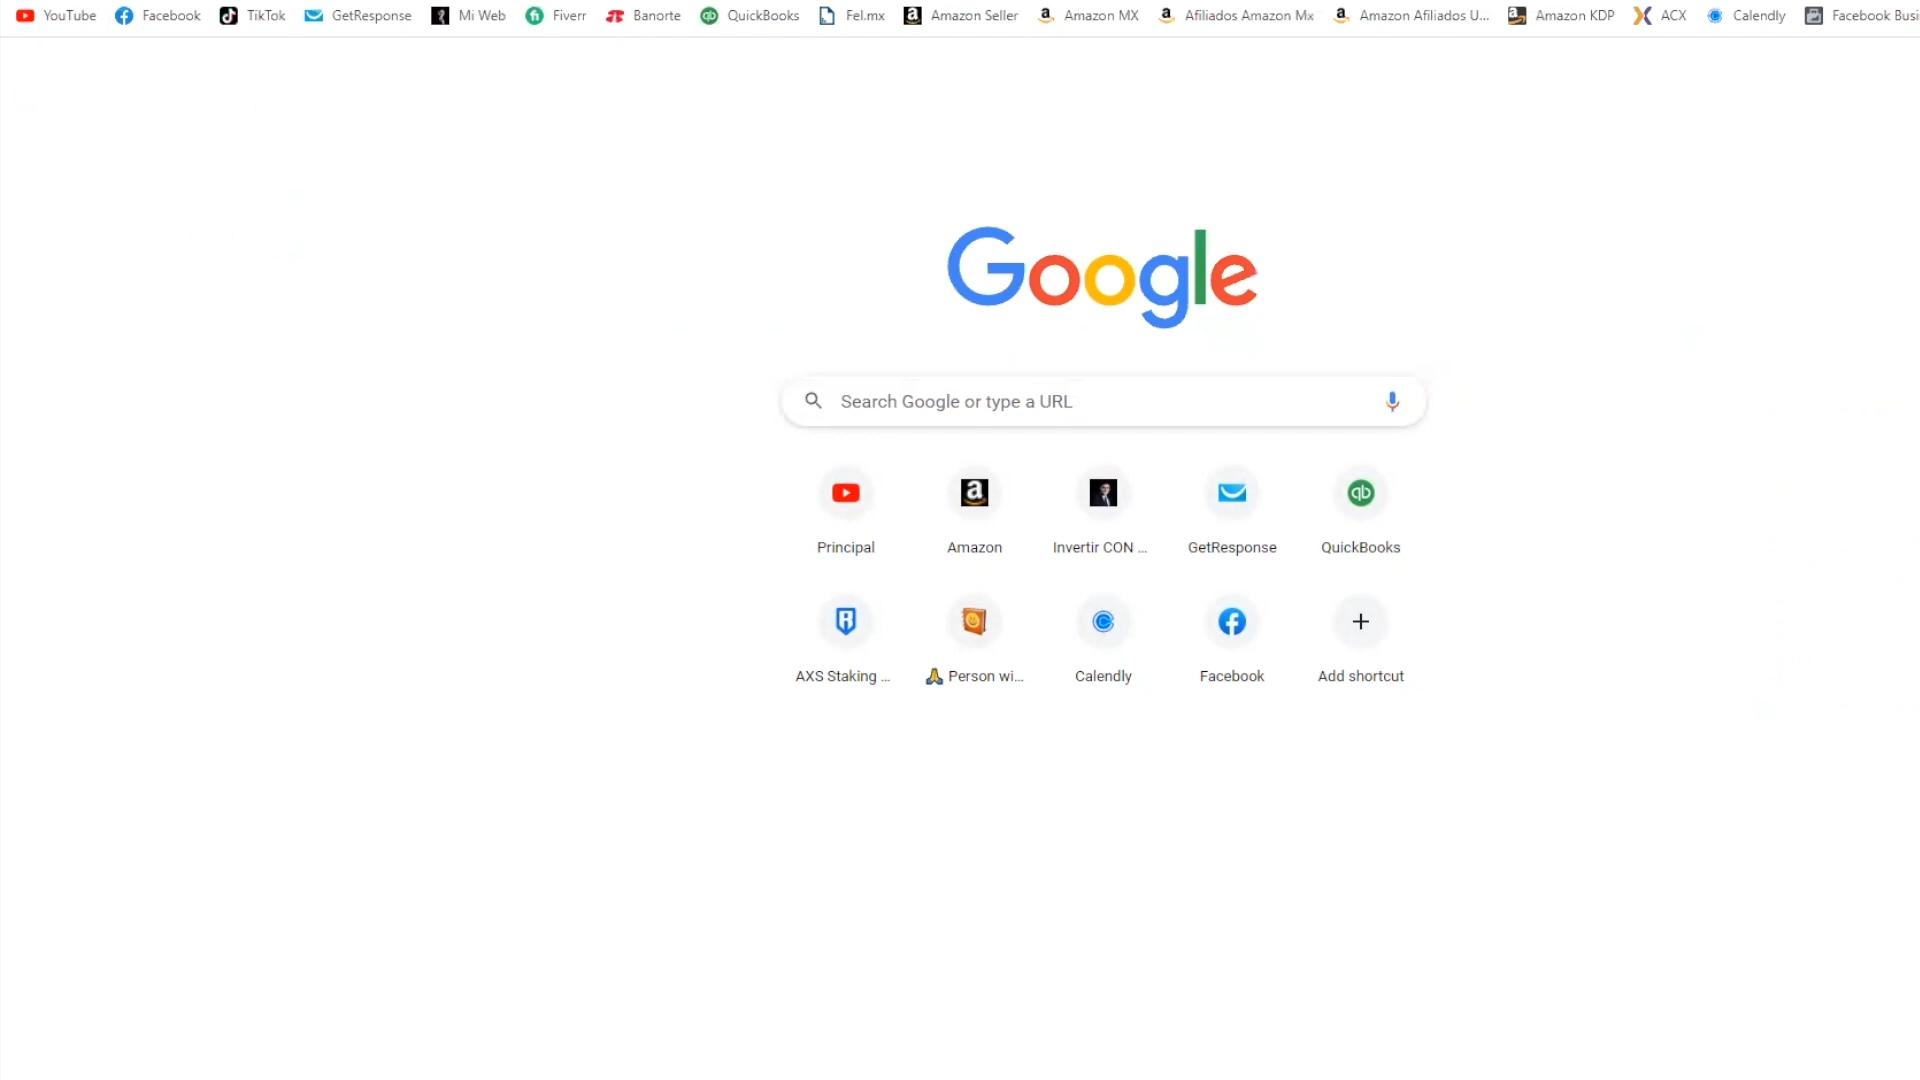 YouTube Facebook TikTok GetResponse Mi Web Fiverr Banorte QuickBooks Fel.mx Amazon Seller Amazon MX Afiliados Amazon Mx Amazon Afiliados U... Amazon KDP ACX Calendly Facebook Busi
Google
Search Google or type a URL
Principal Amazon Invertir CON ... GetResponse QuickBooks
AXS Staking ... 🙏 Person wi... Calendly Facebook Add shortcut